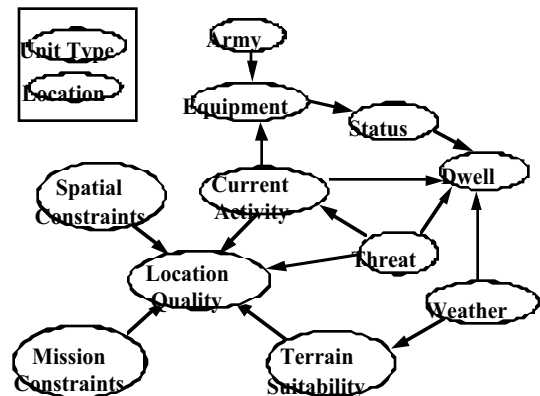 Unit Type
Location
Army
Equipment
Status
Dwell
Spatial
Constraints
Current
Activity
Threat
Location
Quality
Weather
Mission
Constraints
Terrain
Suitability